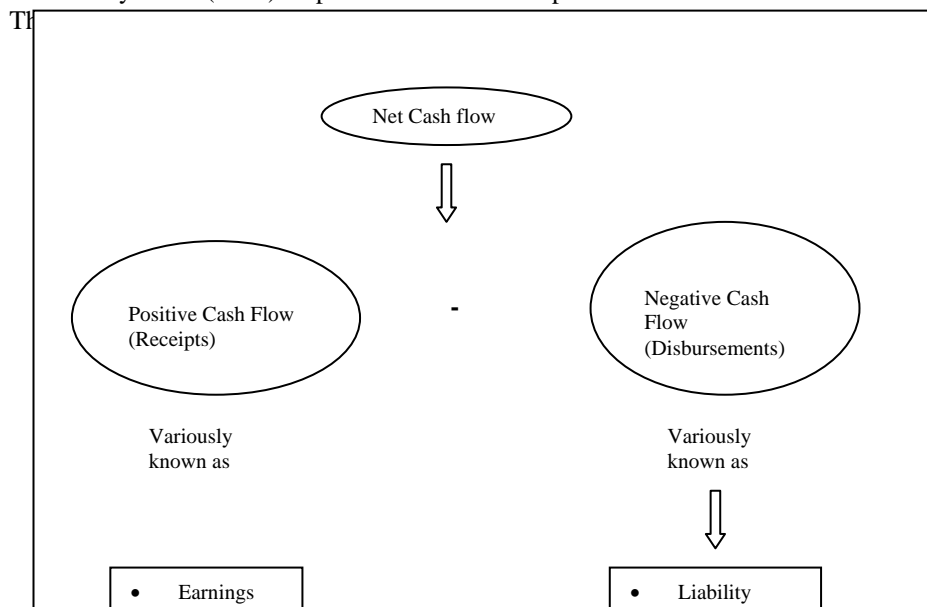 Th
Net Cash flow
Positive Cash Flow
(Receipts)
-
Negative Cash
Flow
(Disbursements)
Variously
known as
Variously
known as
• Earnings
• Liability